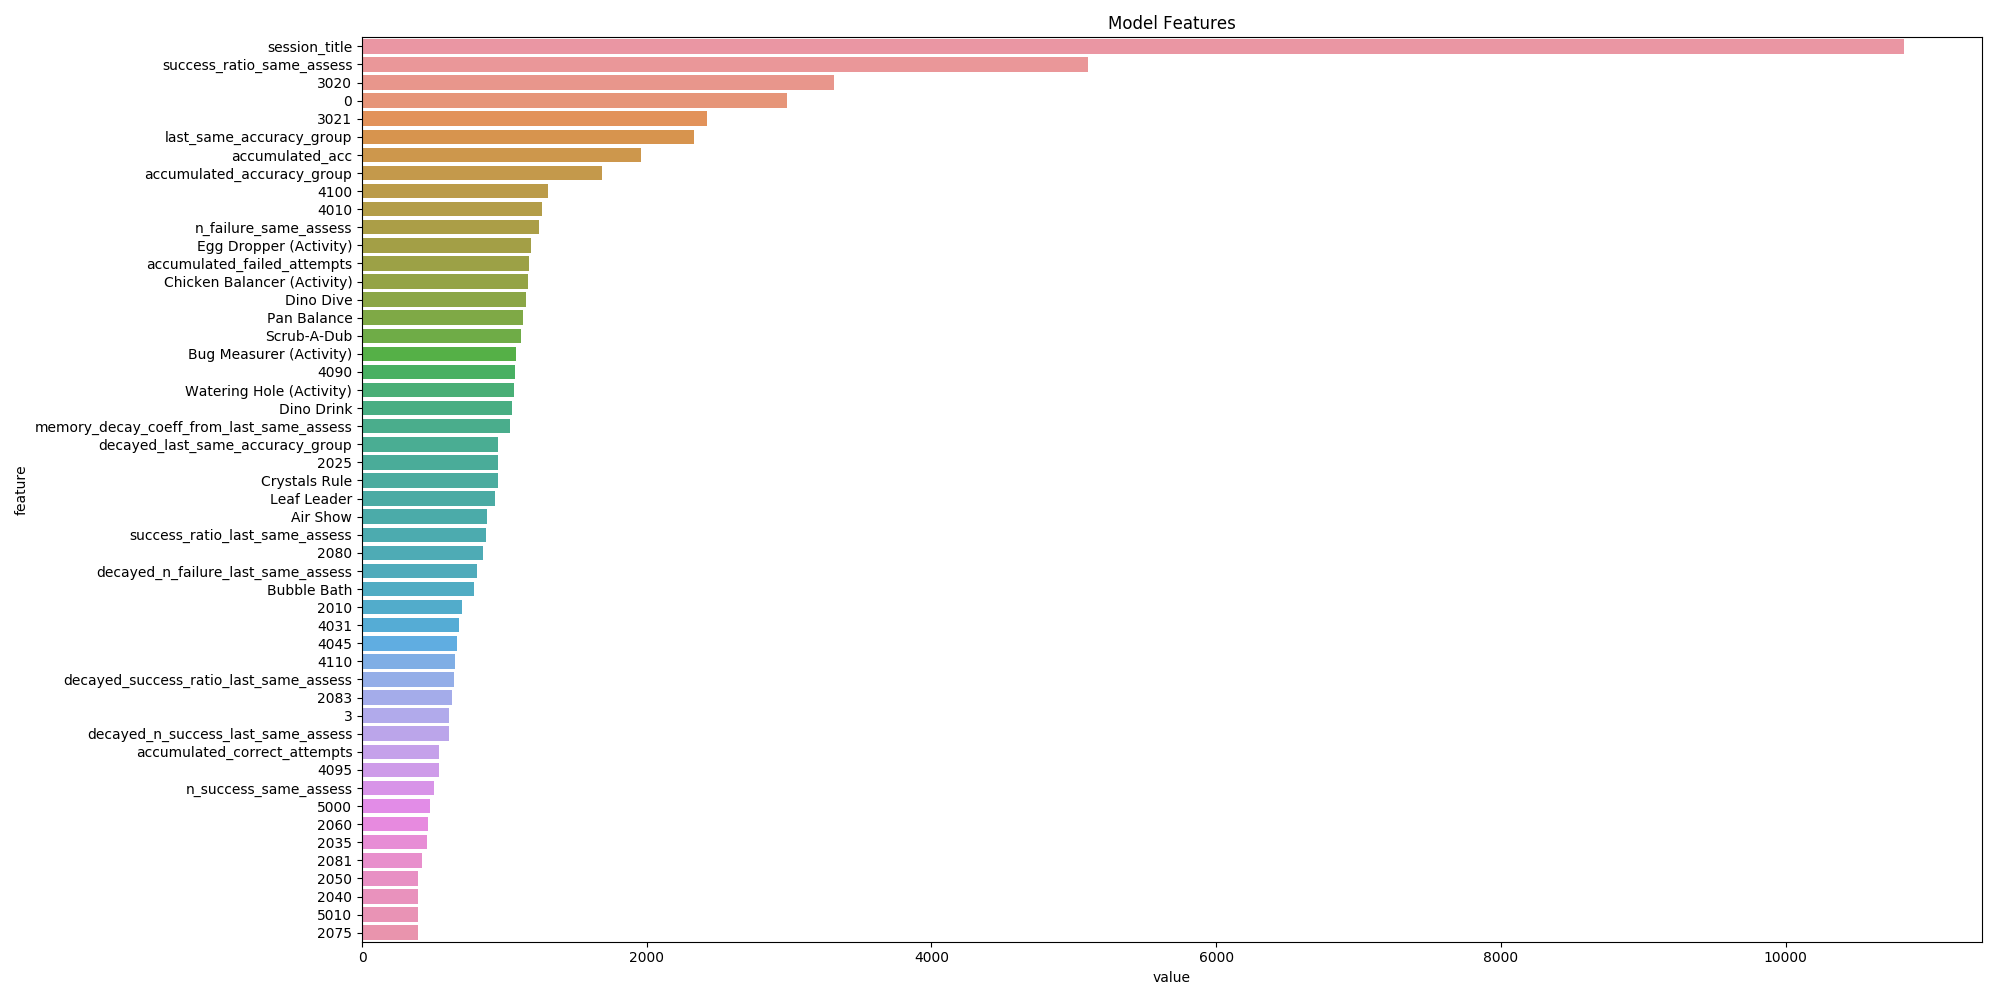 Model Features
session_title
success_ratio_same_assess
3020
0
3021
last_same_accuracy_group
accumulated_acc
accumulated_accuracy_group
4100
4010
n_failure_same_assess
Egg Dropper (Activity)
accumulated_failed_attempts
Chicken Balancer (Activity)
Dino Dive
Pan Balance
Scrub-A-Dub
Bug Measurer (Activity)
4090
Watering Hole (Activity)
Dino Drink
memory_decay_coeff_from_last_same_assess
decayed_last_same_accuracy_group
2025
Crystals Rule
Leaf Leader
Air Show
success_ratio_last_same_assess
2080
decayed_n_failure_last_same_assess
Bubble Bath
2010
4031
4045
4110
decayed_success_ratio_last_same_assess
2083
3
decayed_n_success_last_same_assess
accumulated_correct_attempts
4095
n_success_same_assess
5000
2060
2035
2081
2050
2040
5010
2075
feature
0 2000 4000 6000 8000 10000
value